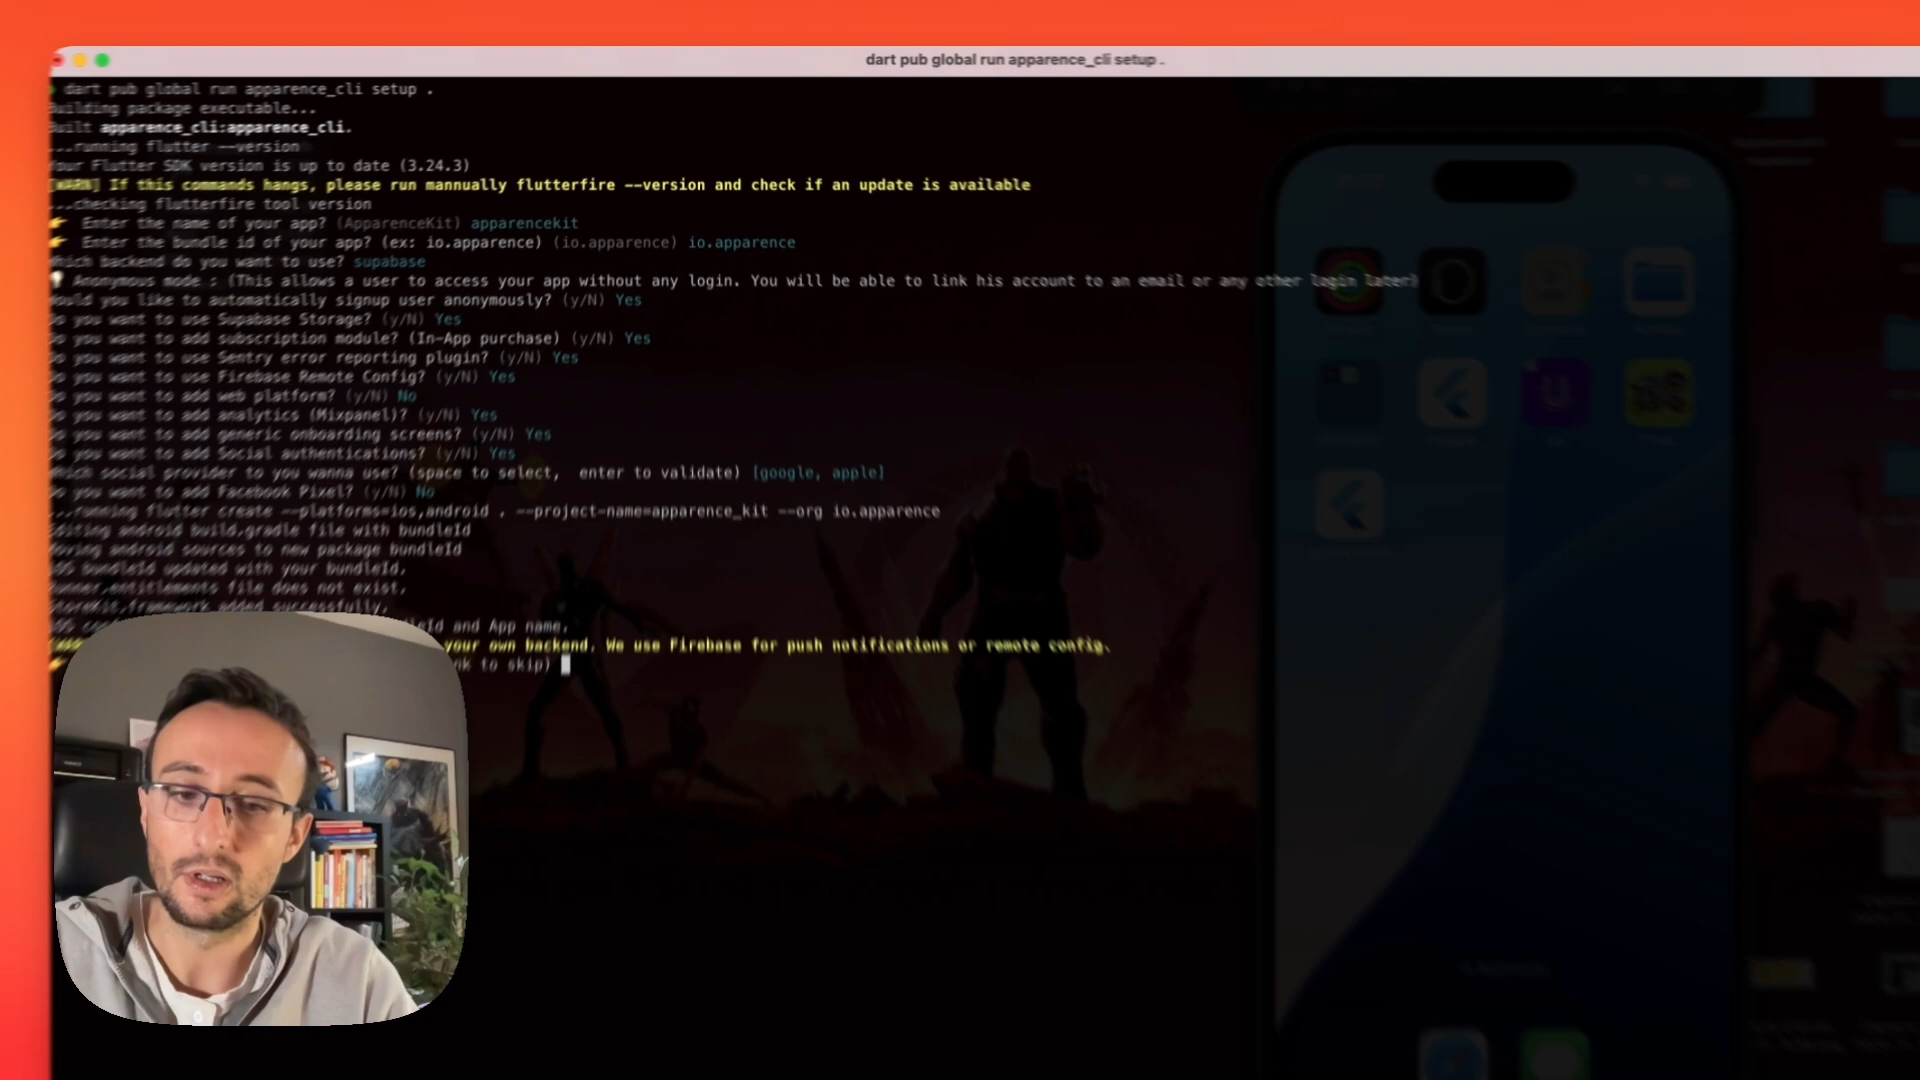 dart pub global run apparence_cli setup .
dart pub global run apparence_cli setup .
Building package executable...
Built apparence_cli:apparence_cli.
...running flutter --version
Your Flutter SDK version is up to date (3.24.3)
[WARN] If this commands hangs, please run mannually flutterfire --version and check if an update is available
...checking flutterfire tool version
Enter the name of your app? (ApparenceKit) apparencekit
Enter the bundle id of your app? (ex: io.apparence) (io.apparence) io.apparence
Which backend do you want to use? supabase
Anonymous mode : (This allows a user to access your app without any login. You will be able to link his account to an email or any other login later)
Would you like to automatically signup user anonymously? (y/N) Yes
Do you want to use Supabase Storage? (y/N) Yes
Do you want to add subscription module? (In-App purchase) (y/N) Yes
Do you want to use Sentry error reporting plugin? (y/N) Yes
Do you want to use Firebase Remote Config? (y/N) Yes
Do you want to add web platform? (y/N) No
Do you want to add analytics (Mixpanel)? (y/N) Yes
Do you want to add generic onboarding screens? (y/N) Yes
Do you want to add Social authentications? (y/N) Yes
Which social provider to you wanna use? (space to select, enter to validate) [google, apple]
Do you want to add Facebook Pixel? (y/N) No
...running flutter create --platforms=ios,android . --project-name=apparence_kit --org io.apparence
Editing android build.gradle file with bundleId
Moving android sources to new package bundleId
iOS bundleId updated with your bundleId.
Runner.entitlements file does not exist.
StoreKit.framework added successfully.
and App name.
your own backend. We use Firebase for push notifications or remote config.
to skip)